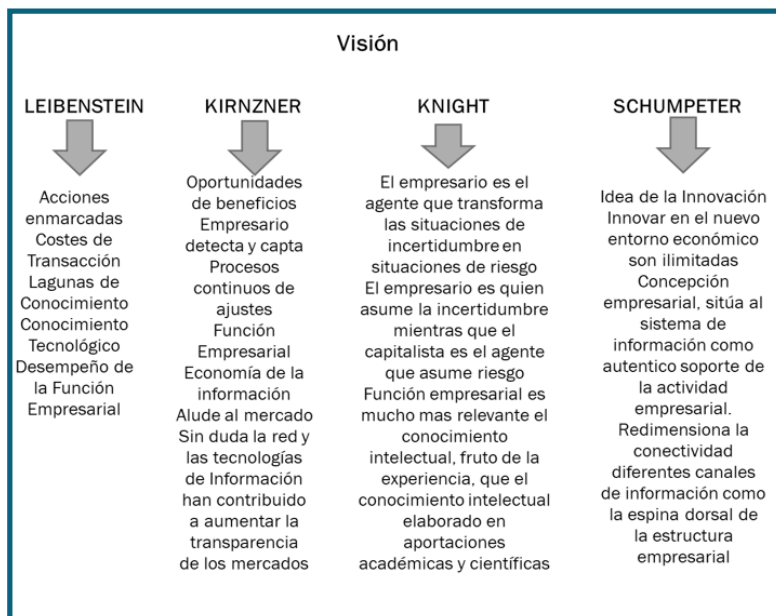 Visión
LEIBENSTEIN
Acciones
enmarcadas
Costes de
Transacción
Lagunas de
Conocimiento
Conocimiento
Tecnológico
Desempeño de
la Función
Empresarial
KIRNZNER
Oportunidades
de beneficios
Empresario
detecta y capta
Procesos
continuos de
ajustes
Función
Empresarial
Economía de la
información
Alude al mercado
Sin duda la red y
las tecnologías
de Información
han contribuido
a aumentar la
transparencia
de los mercados
KNIGHT
El empresario es el
agente que transforma
las situaciones de
incertidumbre en
situaciones de riesgo
El empresario es quien
asume la incertidumbre
mientras que el
capitalista es el agente
que asume riesgo
Función empresarial es
mucho mas relevante el
conocimiento
intelectual, fruto de la
experiencia, que el
conocimiento intelectual
elaborado en
aportaciones
académicas y científicas
SCHUMPETER
Idea de la Innovación
Innovar en el nuevo
entorno económico
son ilimitadas
Concepción
empresarial, sitúa al
sistema de
información como
autentico soporte de
la actividad
empresarial.
Redimensiona la
conectividad
diferentes canales
de información como
la espina dorsal de
la estructura
empresarial